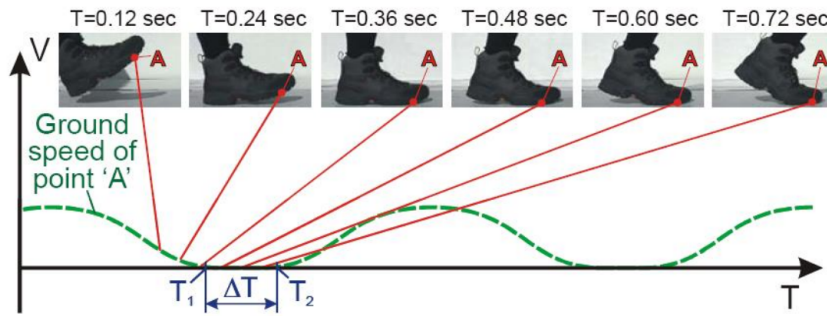 T=0.12 sec T=0.24 sec T=0.36 sec T=0.48 sec T=0.60 sec T=0.72 sec
V
A A A A A A
Ground
speed of
point ‘A’
T₁ ΔT T₂ T